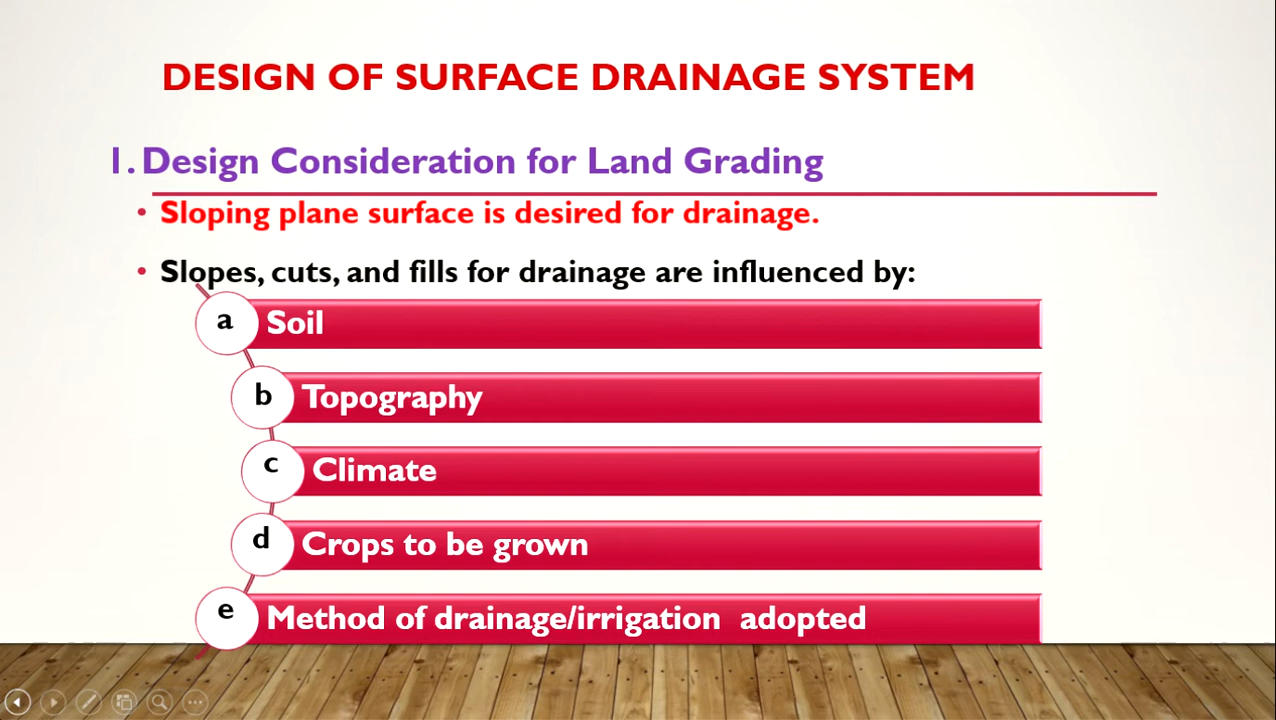 DESIGN OF SURFACE DRAINAGE SYSTEM
1. Design Consideration for Land Grading
• Sloping plane surface is desired for drainage.
• Slopes, cuts, and fills for drainage are influenced by:
a Soil
b Topography
c Climate
d Crops to be grown
e Method of drainage/irrigation adopted